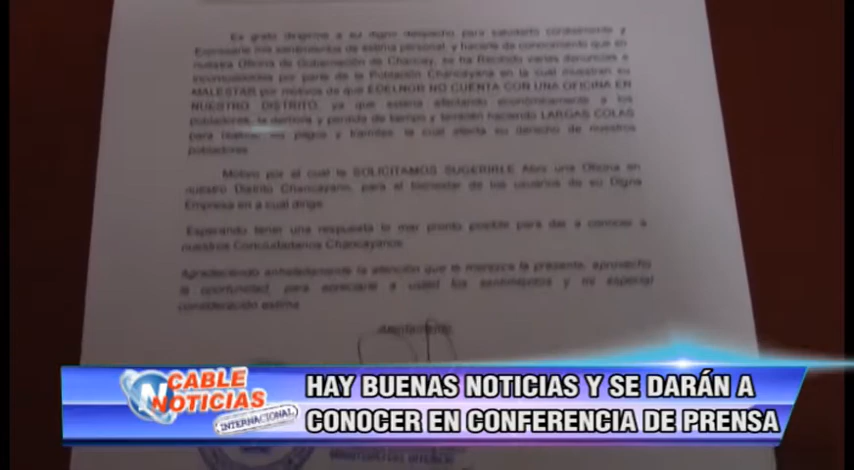 Es grato dirigirme a su digno despacho para saludarlo cordialmente y
Expresarle mis sentimientos de estima personal, y hacerle de conocimiento que en
nuestra Oficina de Gobernación de Chancay, se ha Recibido varias denuncias e
por parte de la Población Chancayana en la cual muestran su
MALESTAR por motivos de que EDELNOR NO CUENTA CON UNA OFICINA EN
NUESTRO DISTRITO, ya que estaría afectando económicamente a los
pobladores, la demora y perdida de tiempo y también haciendo LARGAS COLAS
para realizar sus pagos y tramites, la cual afecta su derecho de nuestros
pobladores.
Motivo por el cual le SOLICITAMOS SUGERIRLE Abrir una Oficina en
nuestro Distrito Chancayano, para el bienestar de los usuarios de su Digna
Empresa en a cual dirige.
Esperando tener una respuesta lo mas pronto posible para dar a conocer a
nuestros Conciudadanos Chancayanos.
Agradeciendo anheladamente la atención que le merezca la presente, aprovecho
la oportunidad, para expresarle a usted los sentimientos y mi especial
consideración estima.
Atentamente,
CABLE
NOTICIAS
INTERNACIONAL
HAY BUENAS NOTICIAS Y SE DARÁN A
CONOCER EN CONFERENCIA DE PRENSA